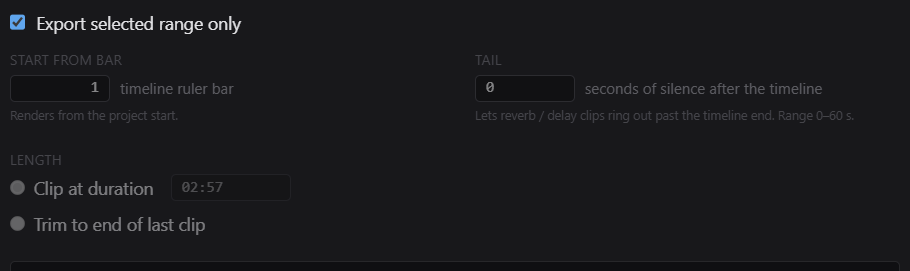 Export selected range only
START FROM BAR
1 timeline ruler bar
Renders from the project start.
TAIL
0 seconds of silence after the timeline
Lets reverb / delay clips ring out past the timeline end. Range 0–60 s.
LENGTH
Clip at duration 02:57
Trim to end of last clip